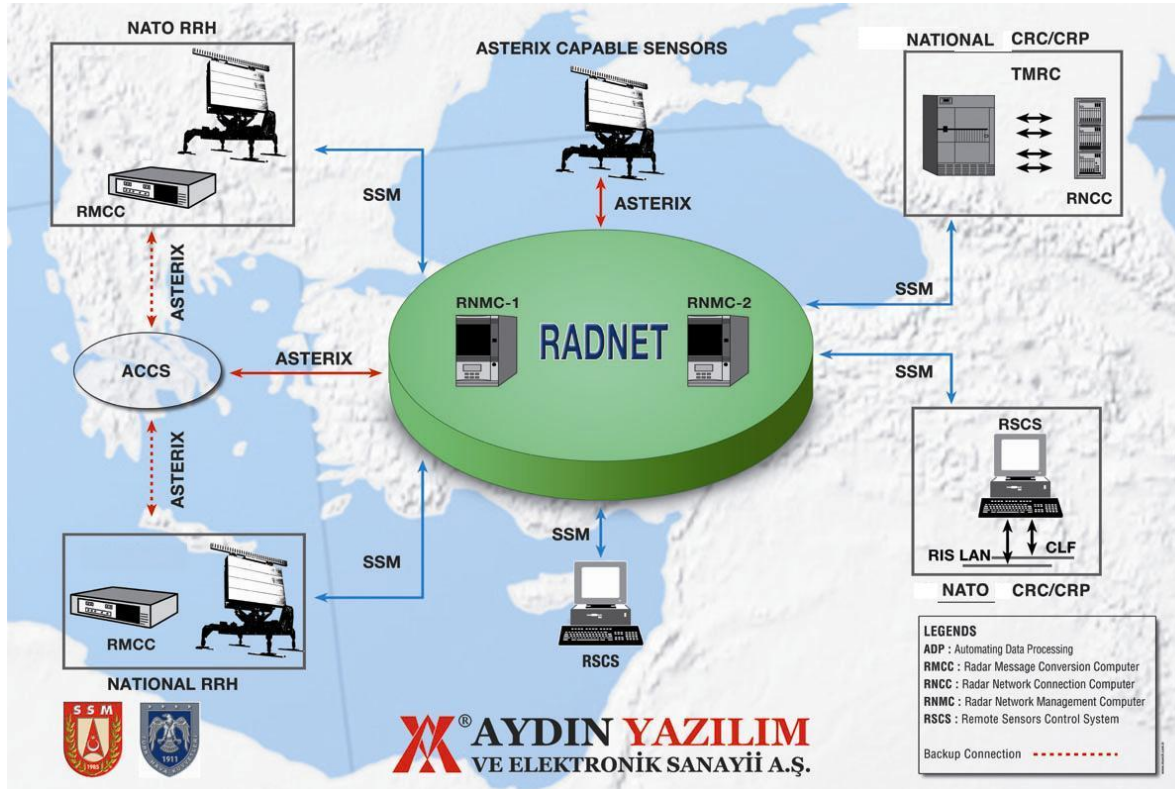 NATO RRH
RMCC
ASTERIX CAPABLE SENSORS
NATIONAL CRC/CRP
TMRC
RNCC
SSM
ASTERIX
SSM
ASTERIX
RNMC-1
RADNET
RNMC-2
ACCS
ASTERIX
SSM
ASTERIX
SSM
SSM
RSCS
RSCS
RIS LAN
CLF
NATO CRC/CRP
RMCC
NATIONAL RRH
S S M
1985
1911
® AYDIN YAZILIM
VE ELEKTRONİK SANAYİİ A.Ş.
LEGENDS
ADP : Automating Data Processing
RMCC : Radar Message Conversion Computer
RNCC : Radar Network Connection Computer
RNMC : Radar Network Management Computer
RSCS : Remote Sensors Control System
Backup Connection